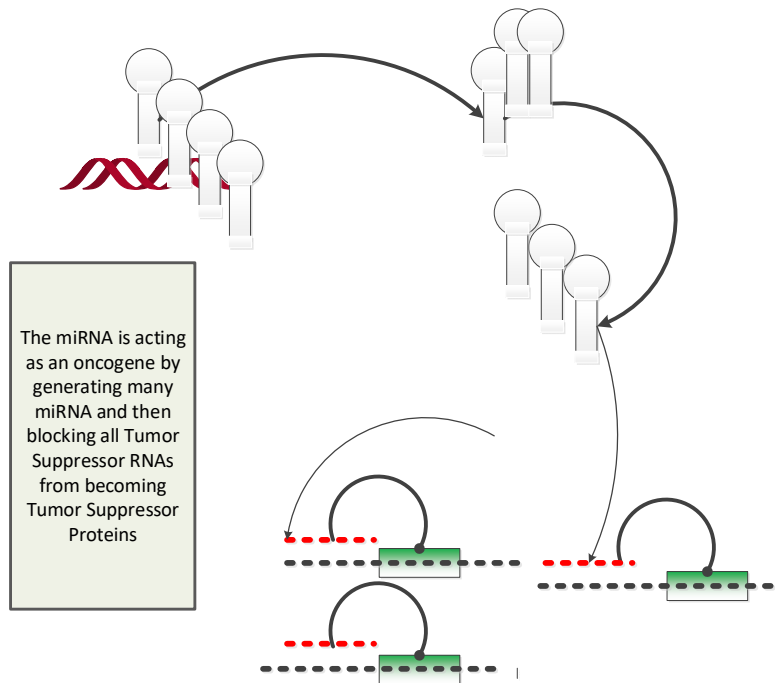 The miRNA is acting
as an oncogene by
generating many
miRNA and then
blocking all Tumor
Suppressor RNAs
from becoming
Tumor Suppressor
Proteins